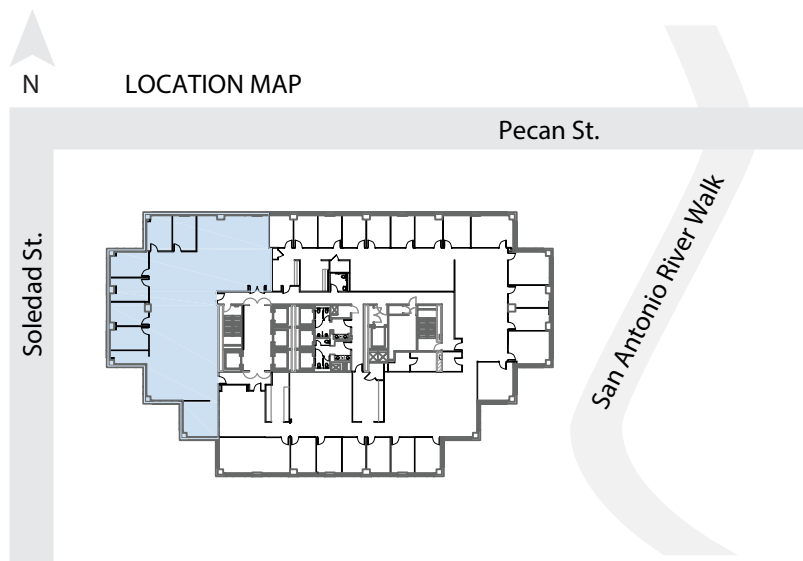 N
LOCATION MAP
Pecan St.
Soledad St.
San Antonio River Walk